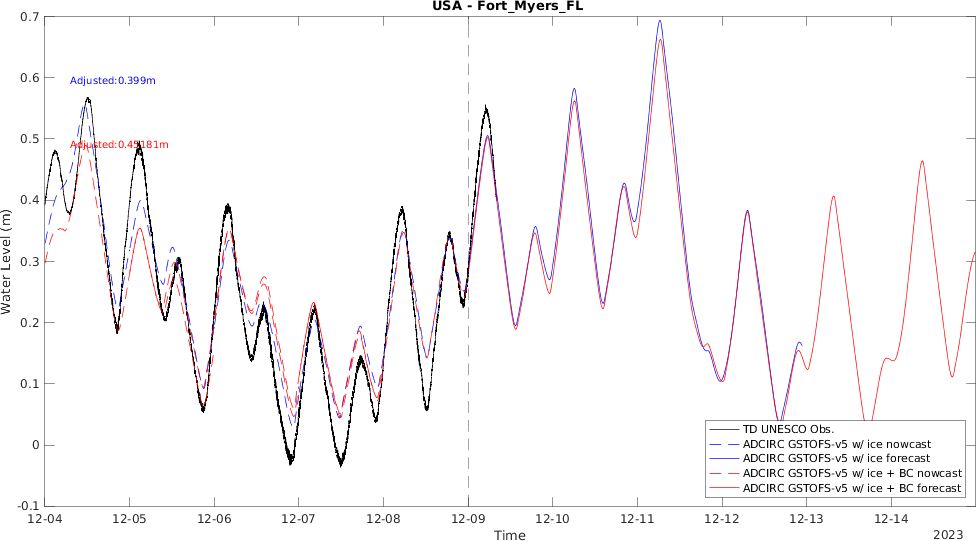 USA - Fort_Myers_FL
0.7
0.6
0.5
0.4
0.3
0.2
0.1
0
-0.1
Water Level (m)
Adjusted:0.399m
Adjusted:0.45181m
TD UNESCO Obs.
ADCIRC GSTOFS-v5 w/ ice nowcast
ADCIRC GSTOFS-v5 w/ ice forecast
ADCIRC GSTOFS-v5 w/ ice + BC nowcast
ADCIRC GSTOFS-v5 w/ ice + BC forecast
12-04 12-05 12-06 12-07 12-08 12-09 12-10 12-11 12-12 12-13 12-14
Time
2023